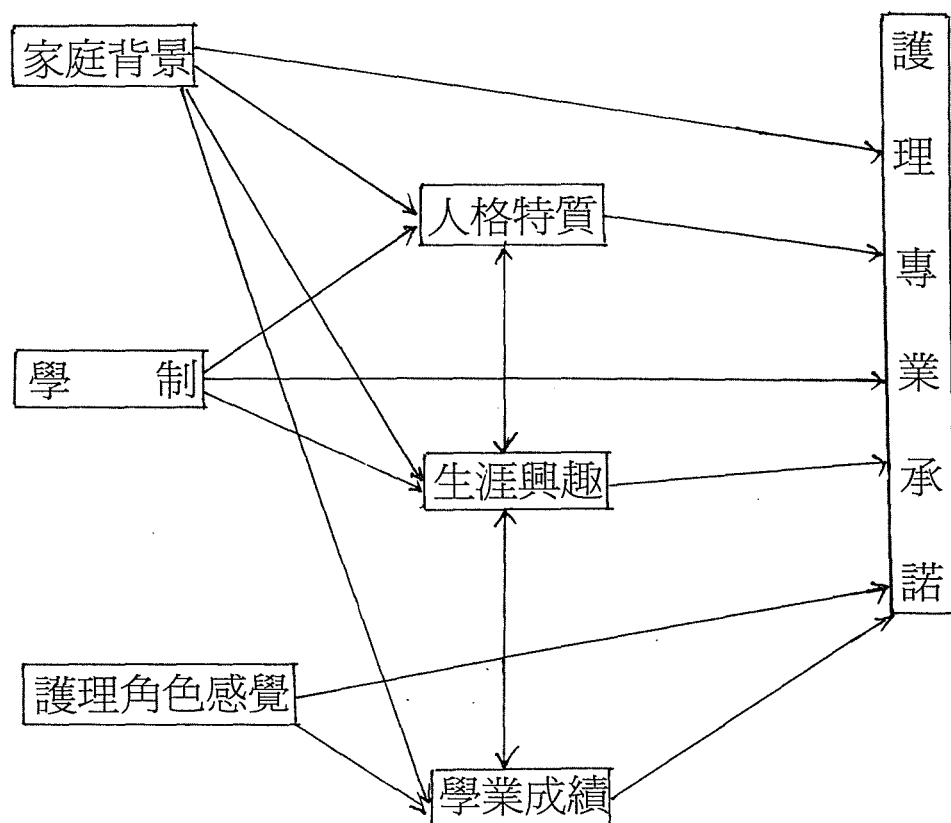 家庭背景
人格特質
學 制
生涯興趣
護理角色感覺
學業成績
護理專業承諾